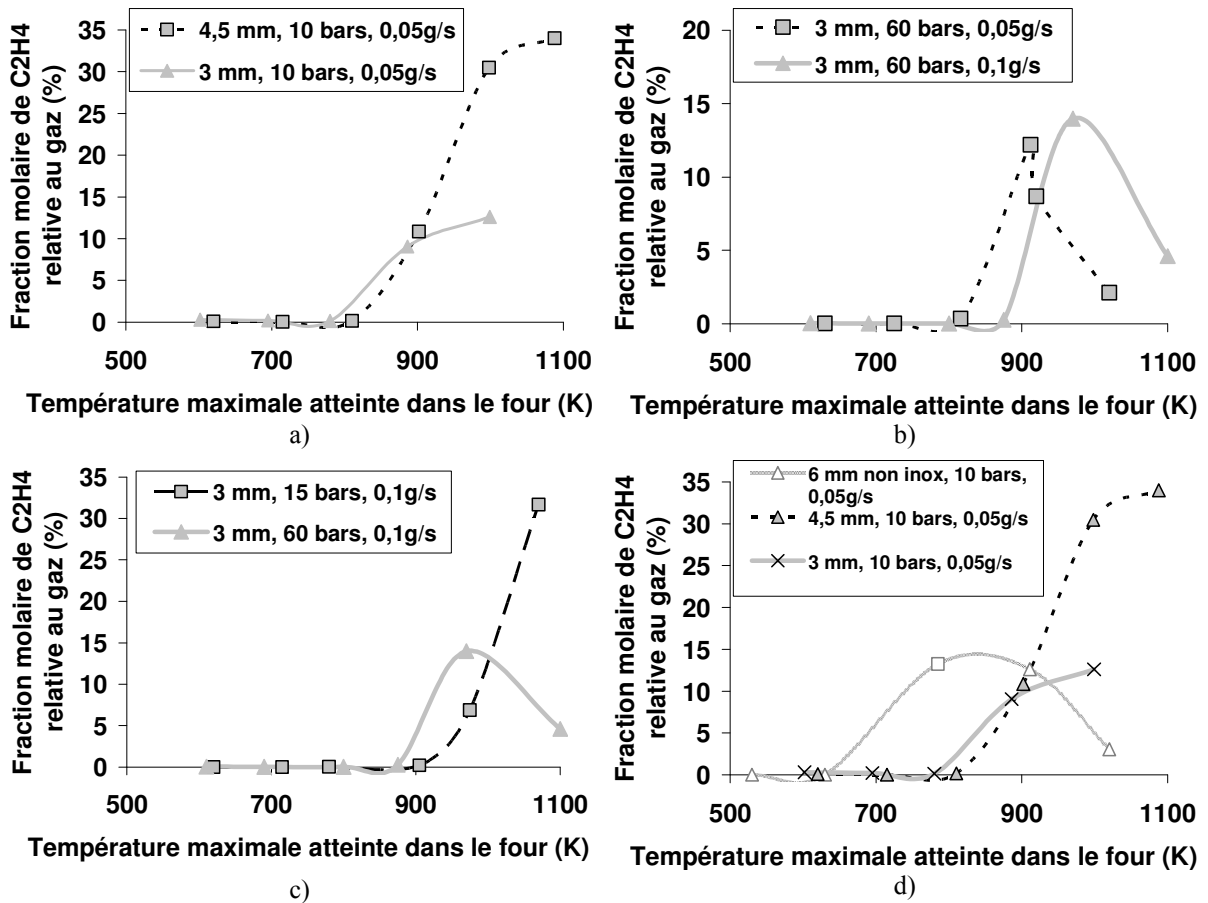 Fraction molaire de C2H4
relative au gaz (%)
35
30
25
20
15
10
5
0
4,5 mm, 10 bars, 0,05g/s
3 mm, 10 bars, 0,05g/s
500
700
900
1100
Température maximale atteinte dans le four (K)
a)
Fraction molaire de C2H4
relative au gaz (%)
20
15
10
5
0
3 mm, 60 bars, 0,05g/s
3 mm, 60 bars, 0,1g/s
500
700
900
1100
Température maximale atteinte dans le four (K)
b)
Fraction molaire de C2H4
relative au gaz (%)
35
30
25
20
15
10
5
0
3 mm, 15 bars, 0,1g/s
3 mm, 60 bars, 0,1g/s
500
700
900
1100
Température maximale atteinte dans le four (K)
c)
Fraction molaire de C2H4
relative au gaz (%)
35
30
25
20
15
10
5
0
6 mm non inox, 10 bars,
0,05g/s
4,5 mm, 10 bars, 0,05g/s
3 mm, 10 bars, 0,05g/s
500
700
900
1100
Température maximale atteinte dans le four (K)
d)